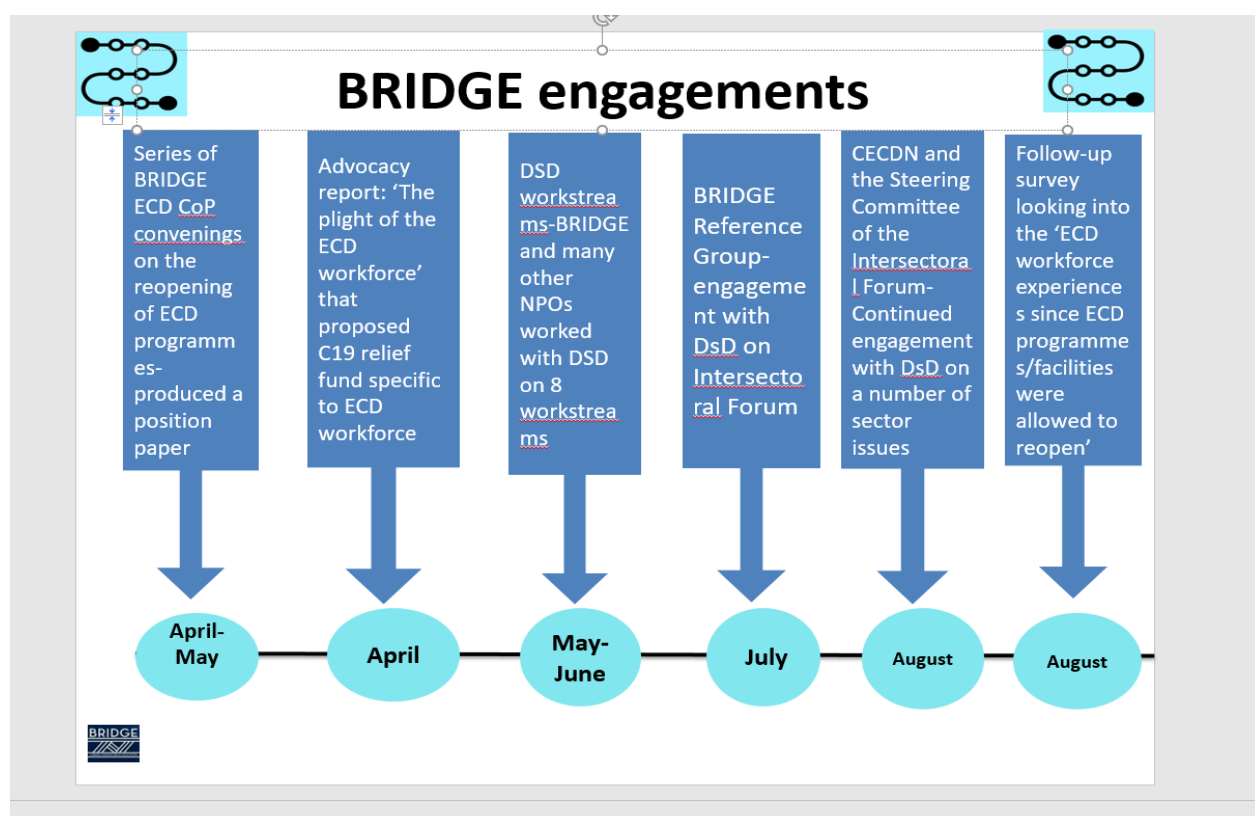 BRIDGE engagements
Series of
BRIDGE
ECD CoP
convenings
on the
reopening
of ECD
programm
es-
produced a
position
paper
Advocacy
report: ‘The
plight of the
ECD
workforce’
that
proposed
C19 relief
fund specific
to ECD
workforce
DSD
workstrea
ms-BRIDGE
and many
other
NPOs
worked
with DSD
on 8
workstrea
ms
BRIDGE
Reference
Group-
engageme
nt with
DsD on
Intersecto
ral Forum
CECDN and
the Steering
Committee
of the
Intersectora
l Forum-
Continued
engagement
with DsD on
a number of
sector
issues
Follow-up
survey
looking into
the ‘ECD
workforce
experience
s since ECD
programme
s/facilities
were
allowed to
reopen’
April-
May
April
May-
June
July
August
August
BRIDGE